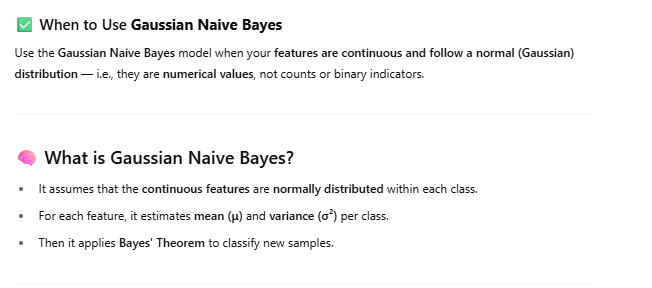 ✅ When to Use Gaussian Naive Bayes
Use the Gaussian Naive Bayes model when your features are continuous and follow a normal (Gaussian)
distribution — i.e., they are numerical values, not counts or binary indicators.
🧠 What is Gaussian Naive Bayes?
• It assumes that the continuous features are normally distributed within each class.
• For each feature, it estimates mean (μ) and variance (σ²) per class.
• Then it applies Bayes' Theorem to classify new samples.